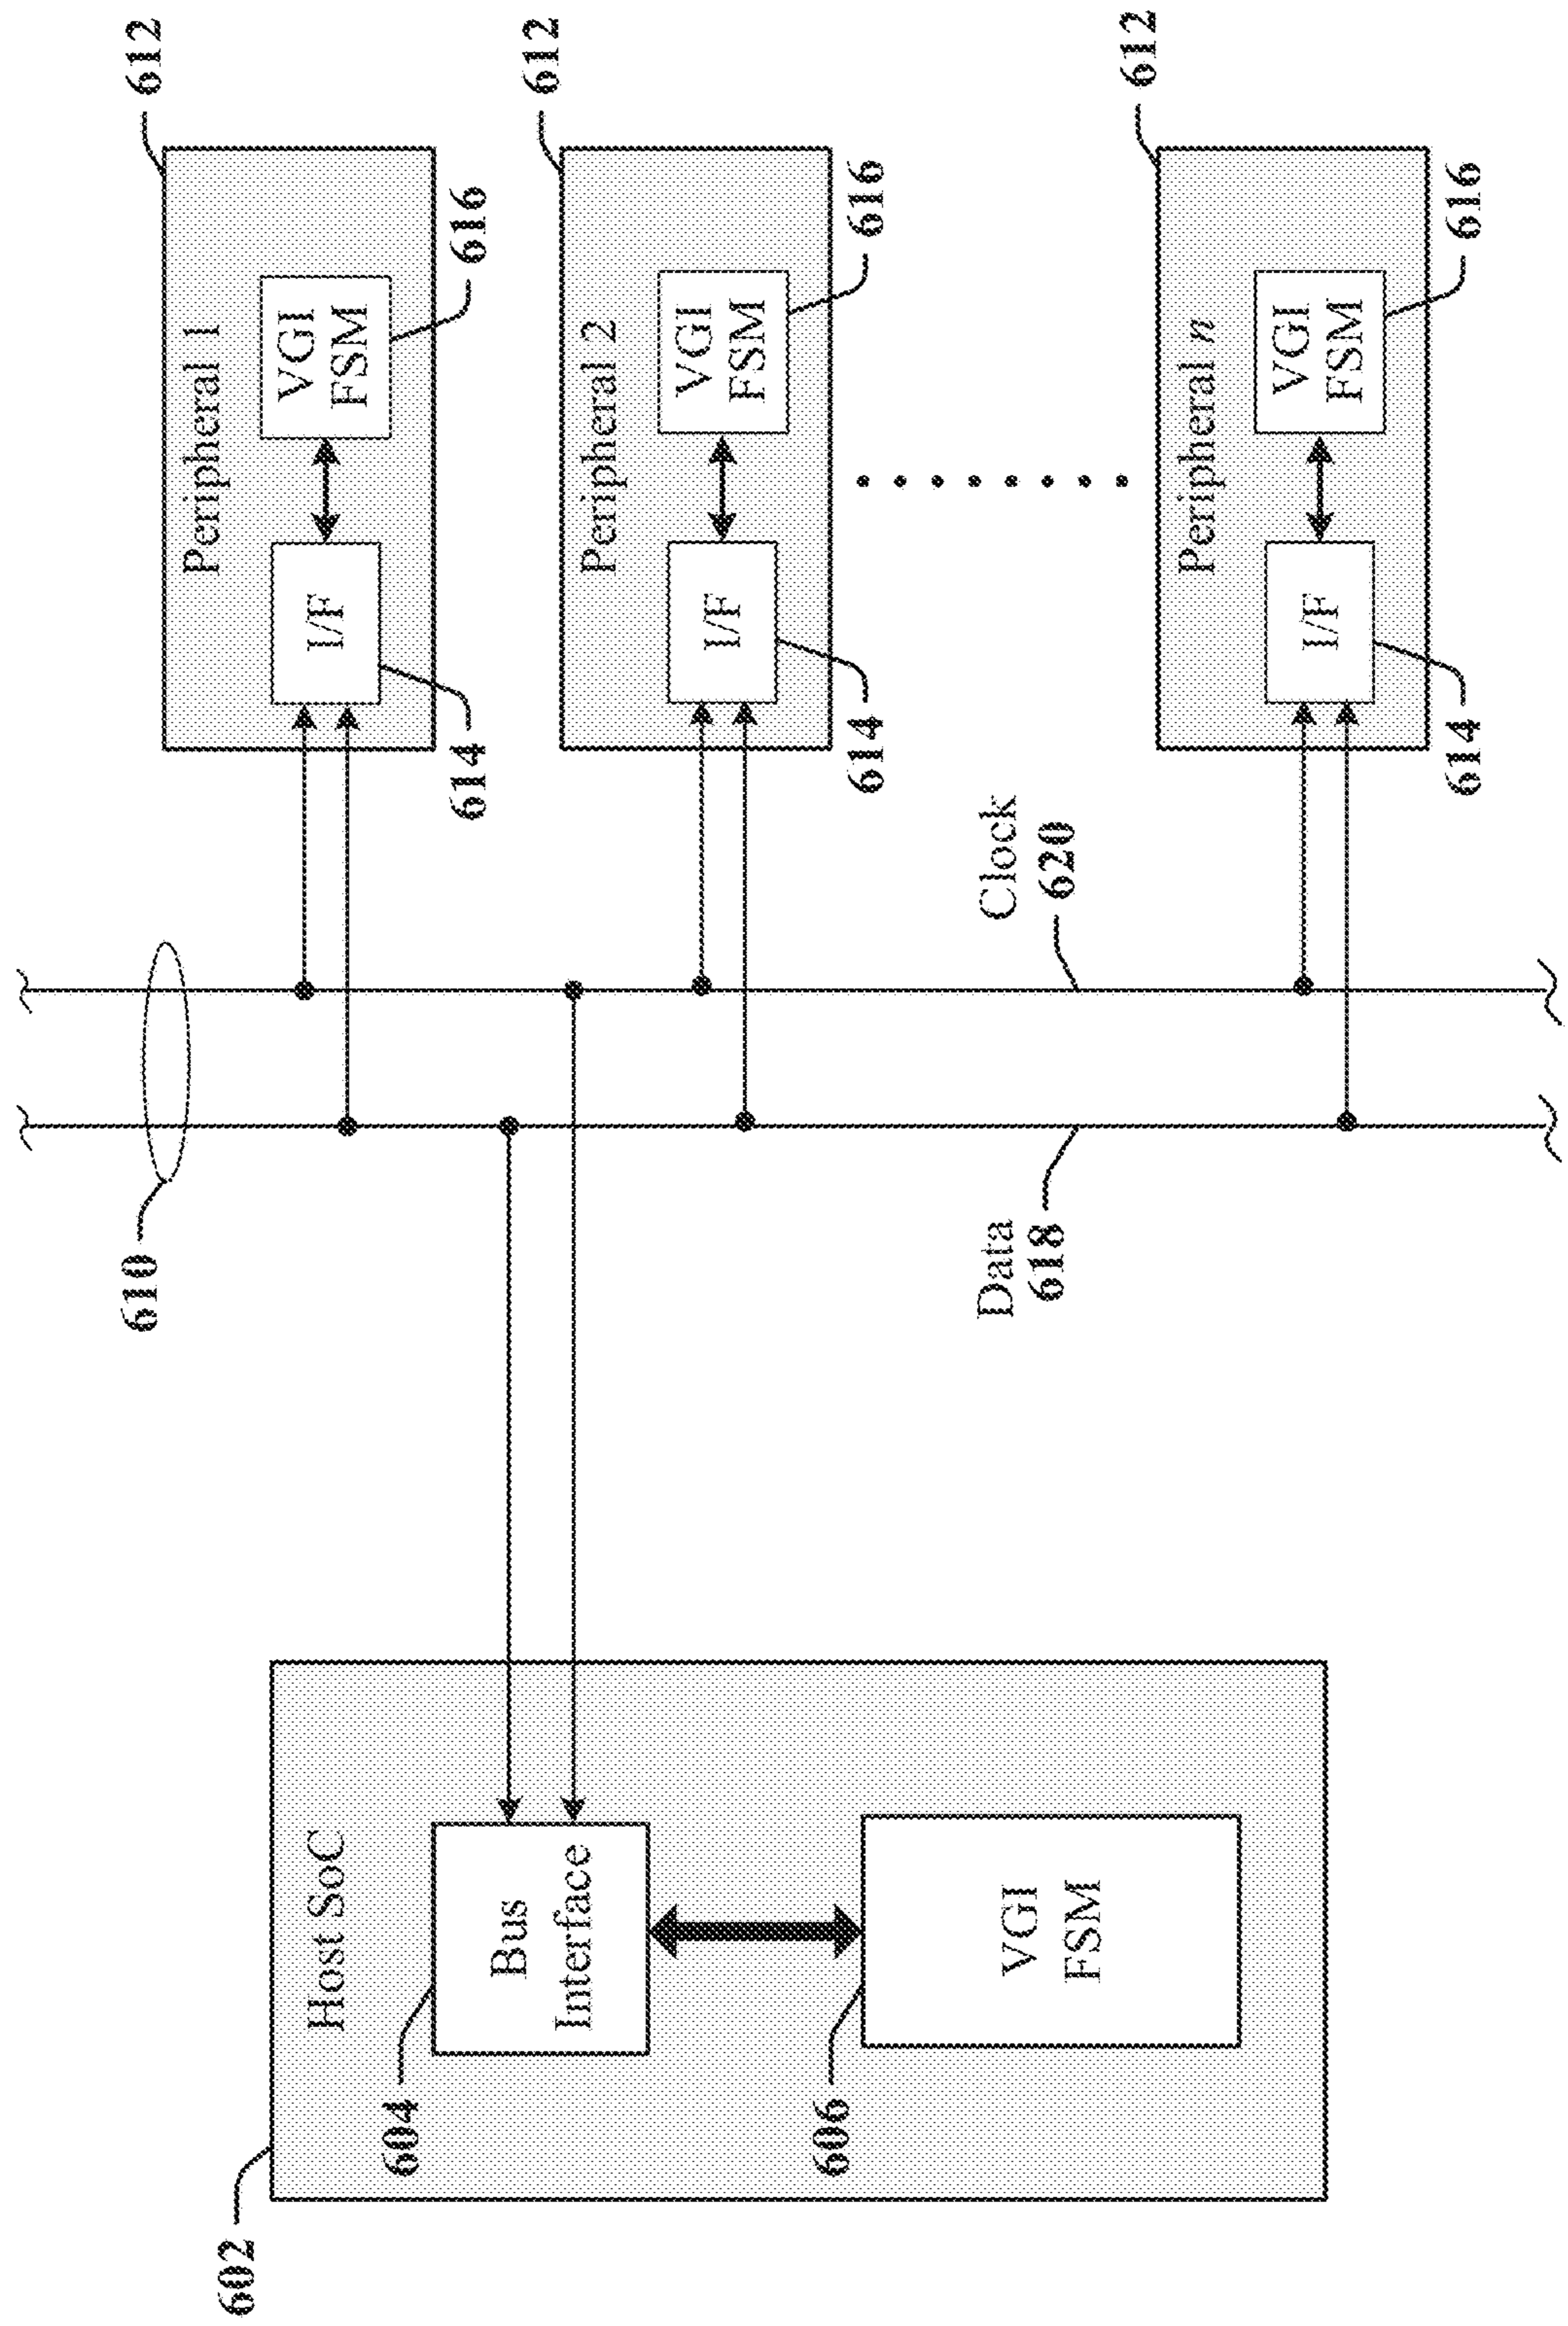 602
Host SoC
604
Bus
Interface
606
VGI
FSM
610
Data
618
Clock
620
612
Peripheral 1
I/F
VGI
FSM
614
616
612
Peripheral 2
I/F
VGI
FSM
614
616
612
Peripheral n
I/F
VGI
FSM
614
616